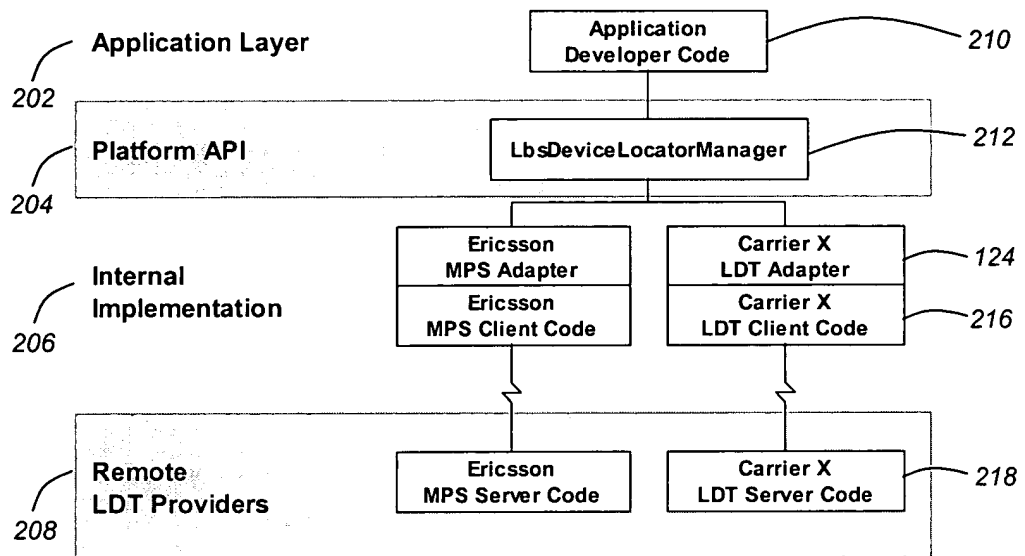 Application Layer
Application
Developer Code
210
202
Platform API
LbsDeviceLocatorManager
212
204
Ericsson
MPS Adapter
Carrier X
LDT Adapter
124
Internal
Implementation
Ericsson
MPS Client Code
Carrier X
LDT Client Code
216
206
Remote
LDT Providers
Ericsson
MPS Server Code
Carrier X
LDT Server Code
218
208